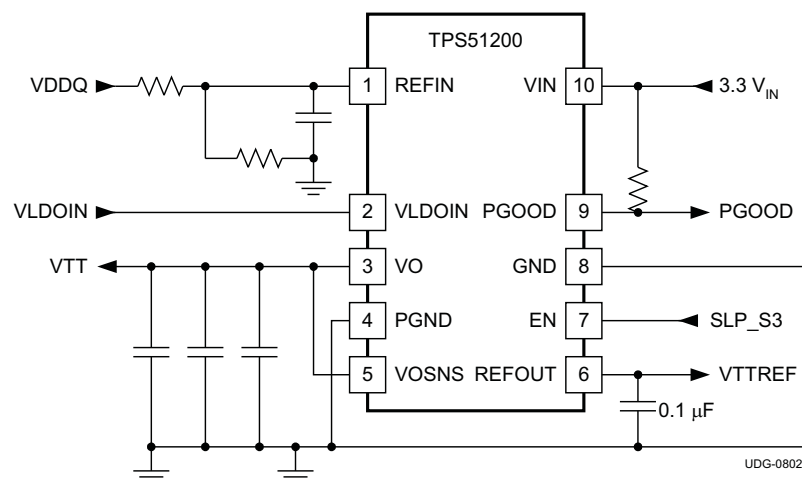 TPS51200
VDDQ
1 REFIN
VIN 10
3.3 VIN
VLDOIN
2 VLDOIN
PGOOD 9
PGOOD
VTT
3 VO
GND 8
4 PGND
EN 7
SLP_S3
5 VOSNS
REFOUT 6
VTTREF
0.1 μF
UDG-0802